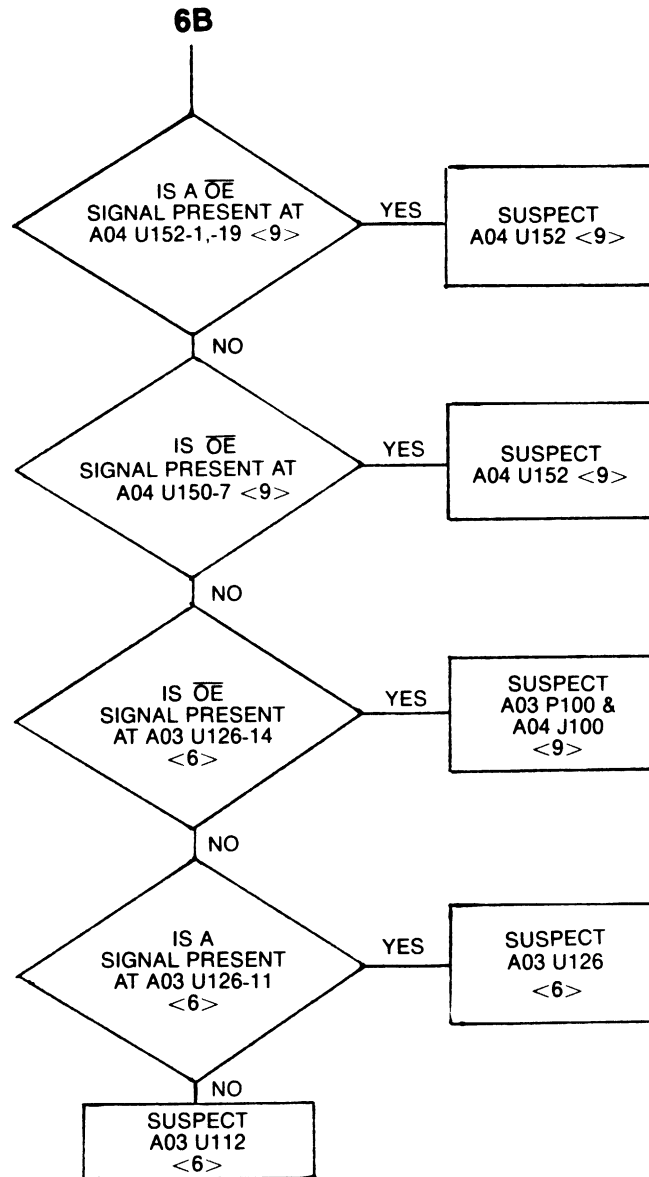 6B
IS A O̅E̅
SIGNAL PRESENT AT
A04 U152-1,-19 <9>
YES
SUSPECT
A04 U152 <9>
NO
IS O̅E̅
SIGNAL PRESENT AT
A04 U150-7 <9>
YES
SUSPECT
A04 U152 <9>
NO
IS O̅E̅
SIGNAL PRESENT
AT A03 U126-14
<6>
YES
SUSPECT
A03 P100 &
A04 J100
<9>
NO
IS A
SIGNAL PRESENT
AT A03 U126-11
<6>
YES
SUSPECT
A03 U126
<6>
NO
SUSPECT
A03 U112
<6>